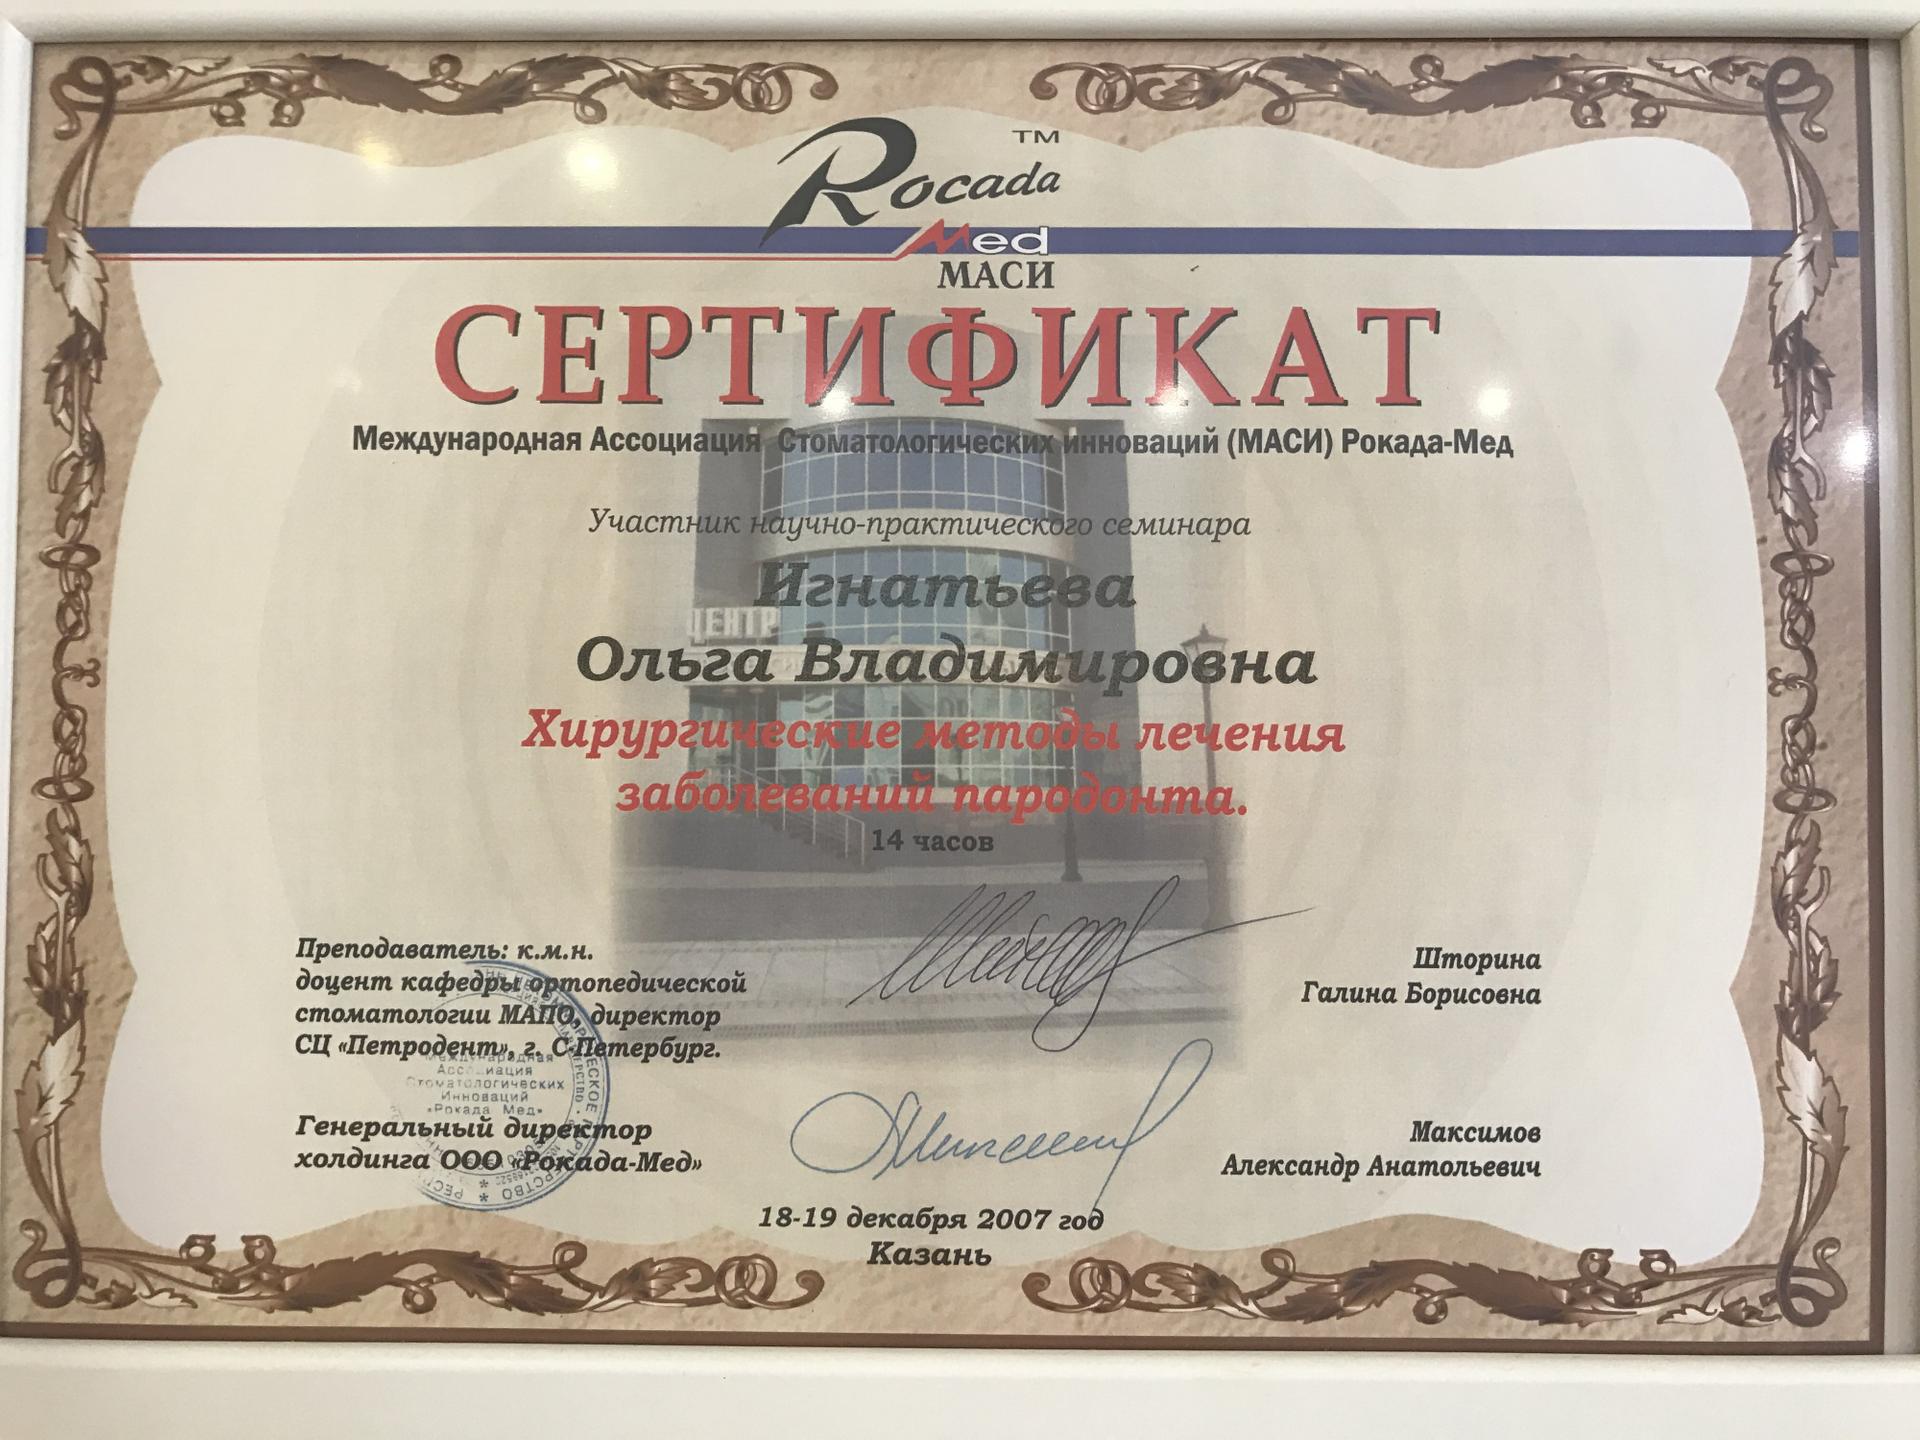 Rocada TM
Med
МАСИ
СЕРТИФИКАТ
Международная Ассоциация Стоматологических инноваций (МАСИ) Рокада-Мед
Участник научно-практического семинара
Игнатьева
ЦЕНТР
Ольга Владимировна
Хирургические методы лечения
заболеваний пародонта.
14 часов
Преподаватель: к.м.н.
доцент кафедры ортопедической
стоматологии МАПО, директор
СЦ «Петродент», г. С-Петербург.
Шторина
Галина Борисовна
Международная
Ассоциация
Стоматологических
Инноваций
«Рокада Мед»
Генеральный директор
холдинга ООО «Рокада-Мед»
Максимов
Александр Анатольевич
18-19 декабря 2007 год
Казань